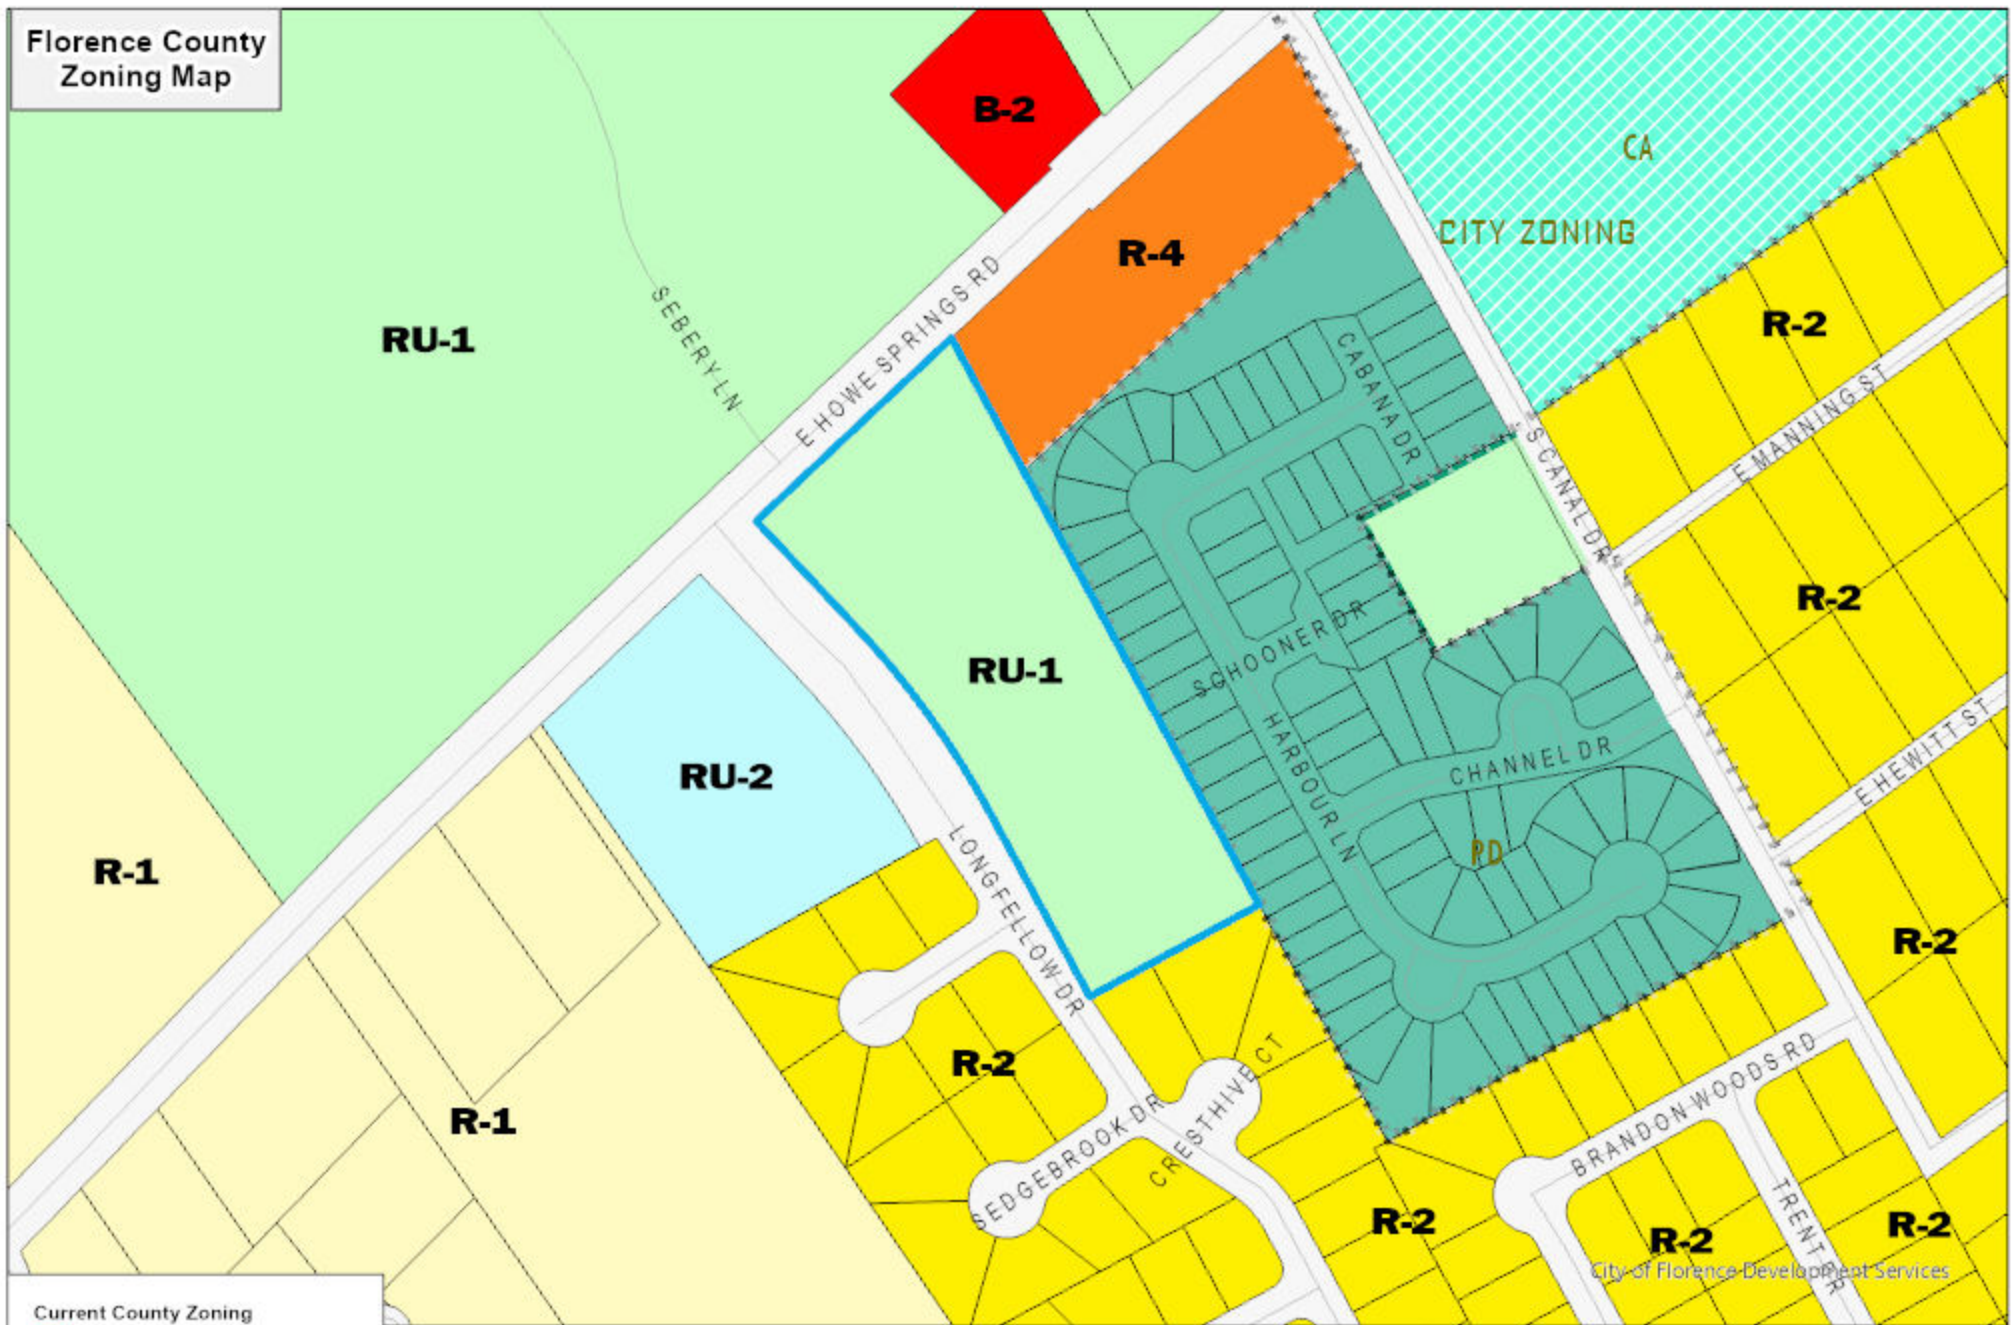 Florence County
Zoning Map
B-2
CA
CITY ZONING
R-4
RU-1
SEBERY LN
E HOWE SPRINGS RD
R-2
CABANA DR
E MANNING ST
S CANAL DR
R-2
SCHOONER DR
RU-1
HARBOUR LN
CHANNEL DR
E HEWITT ST
RU-2
PD
R-1
LONGFELLOW DR
R-2
R-2
R-1
SEDGEBROOK DR
CRESTHIVE CT
BRANDON WOODS RD
TRENT DR
R-2
R-2
R-2
City of Florence Development Services
Current County Zoning